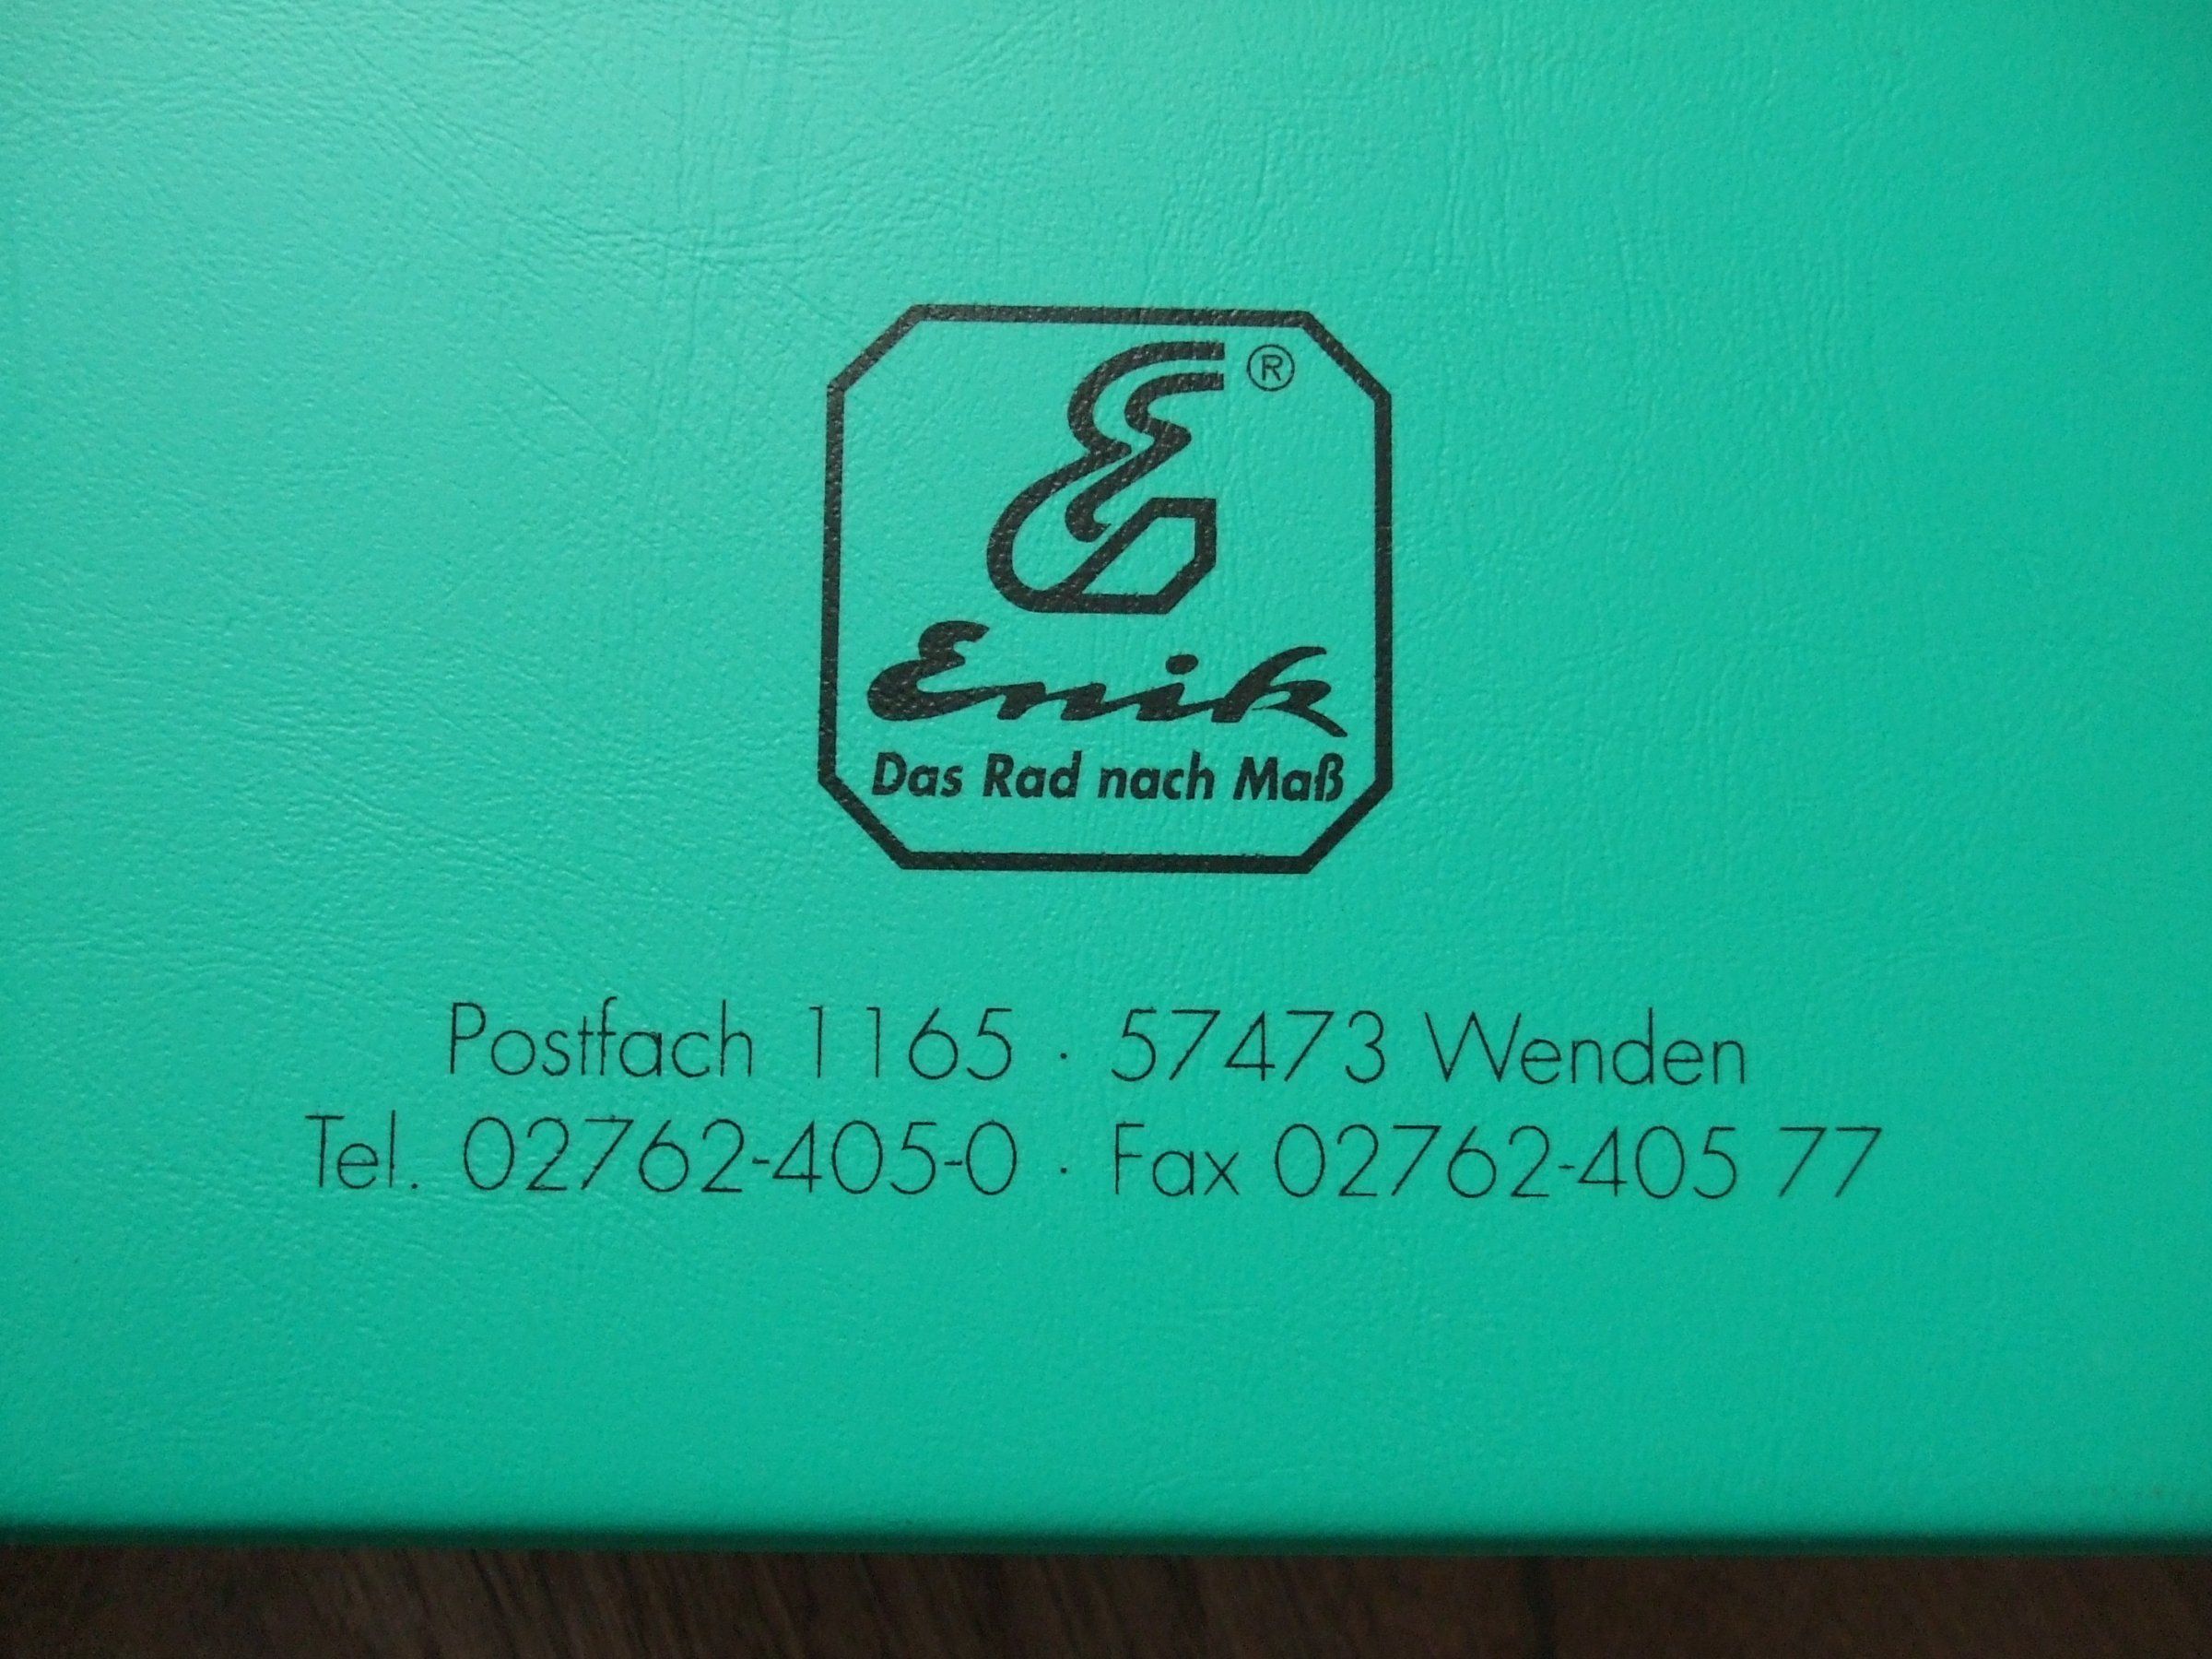 ®
Enik
Das Rad nach Maß
Postfach 1165 · 57473 Wenden
Tel. 02762-405-0 · Fax 02762-405 77